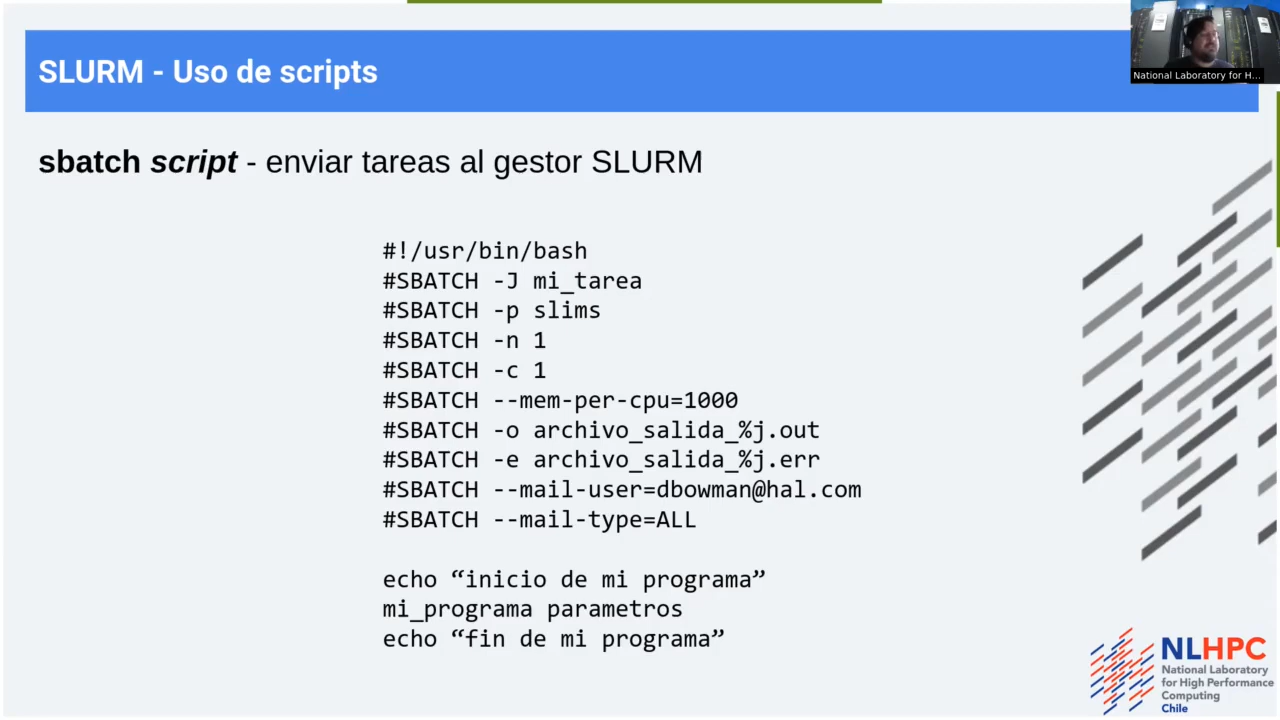 SLURM - Uso de scripts
National Laboratory for H...
sbatch script - enviar tareas al gestor SLURM
#!/usr/bin/bash
#SBATCH -J mi_tarea
#SBATCH -p slims
#SBATCH -n 1
#SBATCH -c 1
#SBATCH --mem-per-cpu=1000
#SBATCH -o archivo_salida_%j.out
#SBATCH -e archivo_salida_%j.err
#SBATCH --mail-user=dbowman@hal.com
#SBATCH --mail-type=ALL
echo “inicio de mi programa”
mi_programa parametros
echo “fin de mi programa”
NLHPC
National Laboratory
for High Performance
Computing
Chile